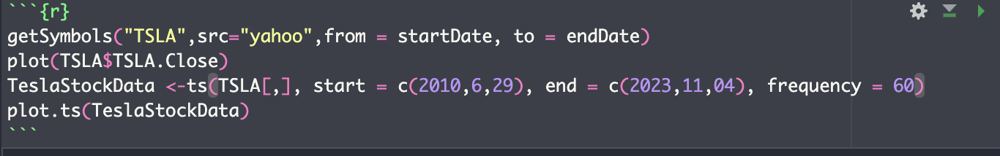 ```{r}
getSymbols("TSLA",src="yahoo",from = startDate, to = endDate)
plot(TSLA$TSLA.Close)
TeslaStockData <-ts(TSLA[,], start = c(2010,6,29), end = c(2023,11,04), frequency = 60)
plot.ts(TeslaStockData)
```